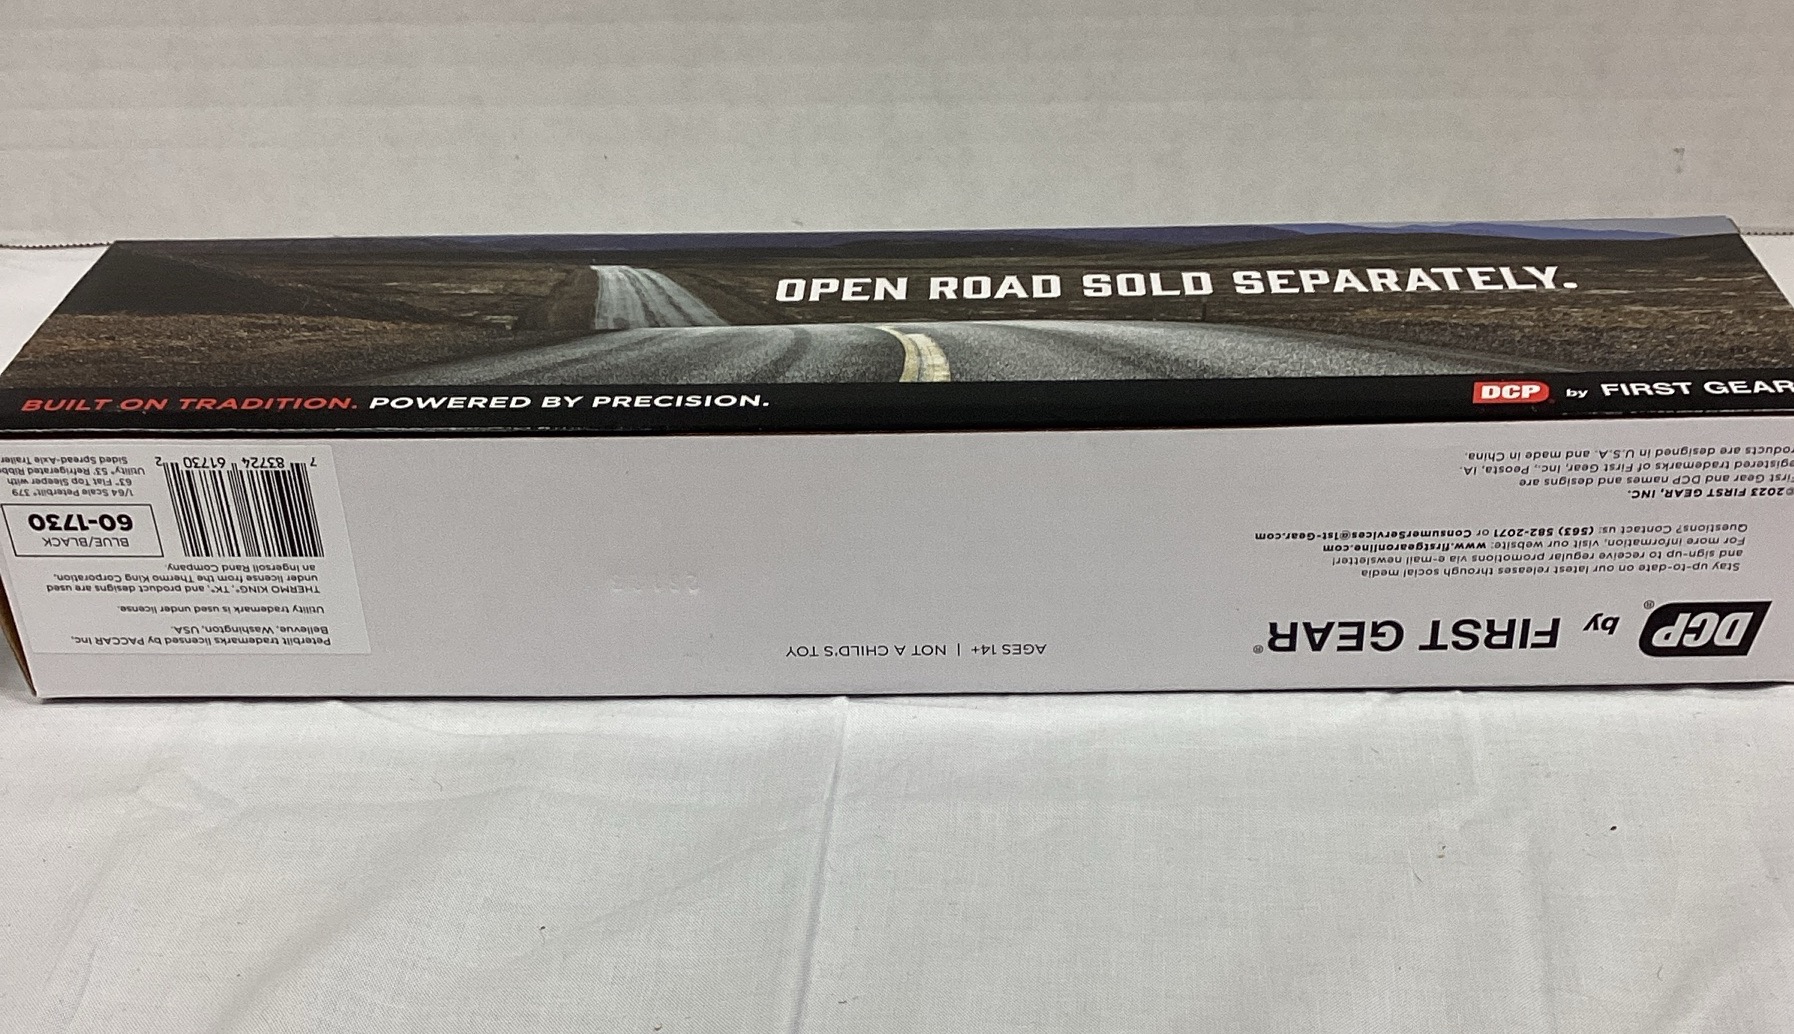 OPEN ROAD SOLD SEPARATELY.
BUILT ON TRADITION. POWERED BY PRECISION.
DCP by FIRST GEAR
DCP® by FIRST GEAR®
Stay up-to-date on our latest releases through social media
and sign-up to receive regular promotions via e-mail newsletter!
For more information, visit our website: www.firstgearonline.com
Questions? Contact us: (563) 582-2071 or ConsumerServices@1st-Gear.com
©2023 FIRST GEAR, INC.
First Gear and DCP names and designs are
registered trademarks of First Gear, Inc., Peosta, IA.
Products are designed in U.S.A. and made in China.
AGES 14+ | NOT A CHILD'S TOY
Peterbilt trademarks licensed by PACCAR Inc,
Bellevue, Washington, USA.
Utility trademark is used under license.
THERMO KING®, TK®, and product designs are used
under license from the Thermo King Corporation,
an Ingersoll Rand Company.
BLUE/BLACK
60-1730
1/64 Scale Peterbilt® 379
63" Flat Top Sleeper with
Utility® 53' Refrigerated Ribbed
Sided Spread-Axle Trailer
7 83724 61730 2